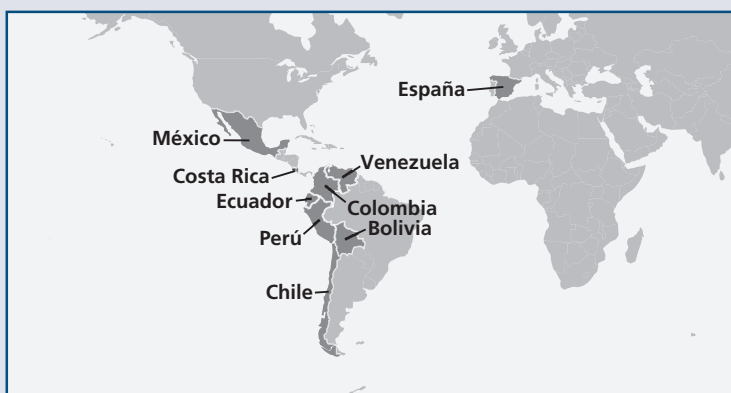 España
México
Venezuela
Costa Rica
Ecuador
Colombia
Bolivia
Perú
Chile